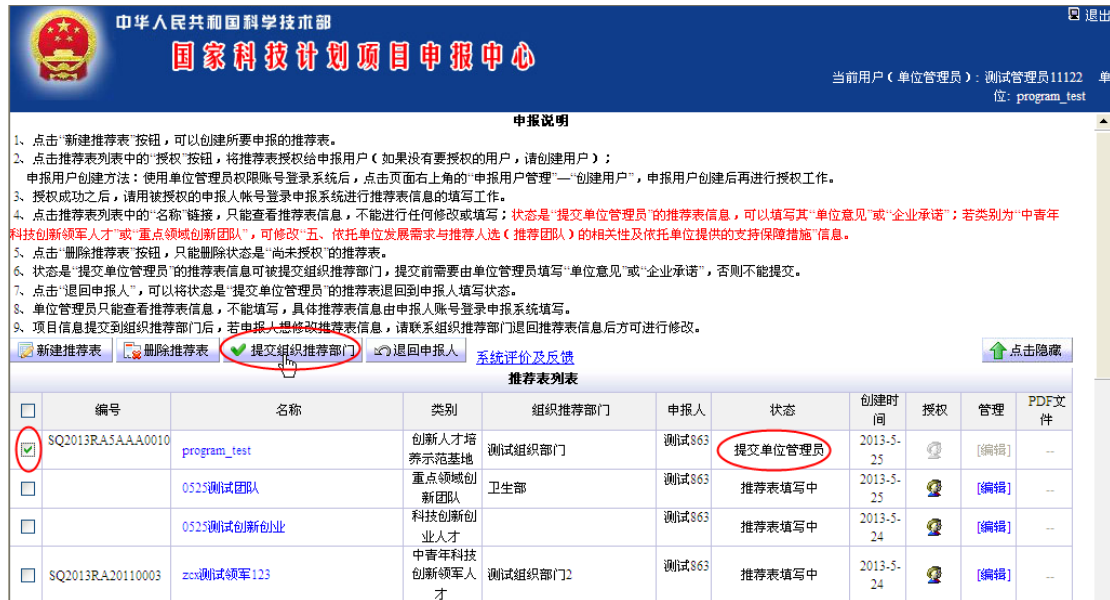 中华人民共和国科学技术部
退出
国家科技计划项目申报中心
当前用户（单位管理员）：测试管理员11122 单
位: program_test
申报说明
1、点击“新建推荐表”按钮，可以创建所要申报的推荐表。
2、点击推荐表列表中的“授权”按钮，将推荐表授权给申报用户（如果没有要授权的用户，请创建用户）；
申报用户创建方法：使用单位管理员权限账号登录系统后，点击页面右上角的“申报用户管理”—“创建用户”，申报用户创建后再进行授权工作。
3、授权成功之后，请用被授权的申报人帐号登录申报系统进行推荐表信息的填写工作。
4、点击推荐表列表中的“名称”链接，只能查看推荐表信息，不能进行任何修改或填写；状态是“提交单位管理员”的推荐表信息，可以填写其“单位意见”或“企业承诺”；若类别为“中青年
科技创新领军人才”或“重点领域创新团队”，可修改“五、依托单位发展需求与推荐人选（推荐团队）的相关性及依托单位提供的支持保障措施”信息。
5、点击“删除推荐表”按钮，只能删除状态是“尚未授权”的推荐表。
6、状态是“提交单位管理员”的推荐表信息可被提交组织推荐部门，提交前需要由单位管理员填写“单位意见”或“企业承诺”，否则不能提交。
7、点击“退回申报人”，可以将状态是“提交单位管理员”的推荐表退回到申报人填写状态。
8、单位管理员只能查看推荐表信息，不能填写，具体推荐表信息由申报人账号登录申报系统填写。
9、项目信息提交到组织推荐部门后，若申报人想修改推荐表信息，请联系组织推荐部门退回推荐表信息后方可进行修改。
新建推荐表 删除推荐表 提交组织推荐部门 退回申报人 系统评价及反馈 点击隐藏
推荐表列表
编号 名称 类别 组织推荐部门 申报人 状态 创建时间 授权 管理 PDF文件
SQ2013RA5AAA0010 program_test 创新人才培养示范基地 测试组织部门 测试863 提交单位管理员 2013-5-25 [编辑] --
0525测试团队 重点领域创新团队 卫生部 测试863 推荐表填写中 2013-5-25 [编辑] --
0525测试创新创业 科技创新创业人才 测试863 推荐表填写中 2013-5-24 [编辑] --
SQ2013RA20110003 zcx测试领军123 中青年科技创新领军人才 测试组织部门2 测试863 推荐表填写中 2013-5-24 [编辑] --